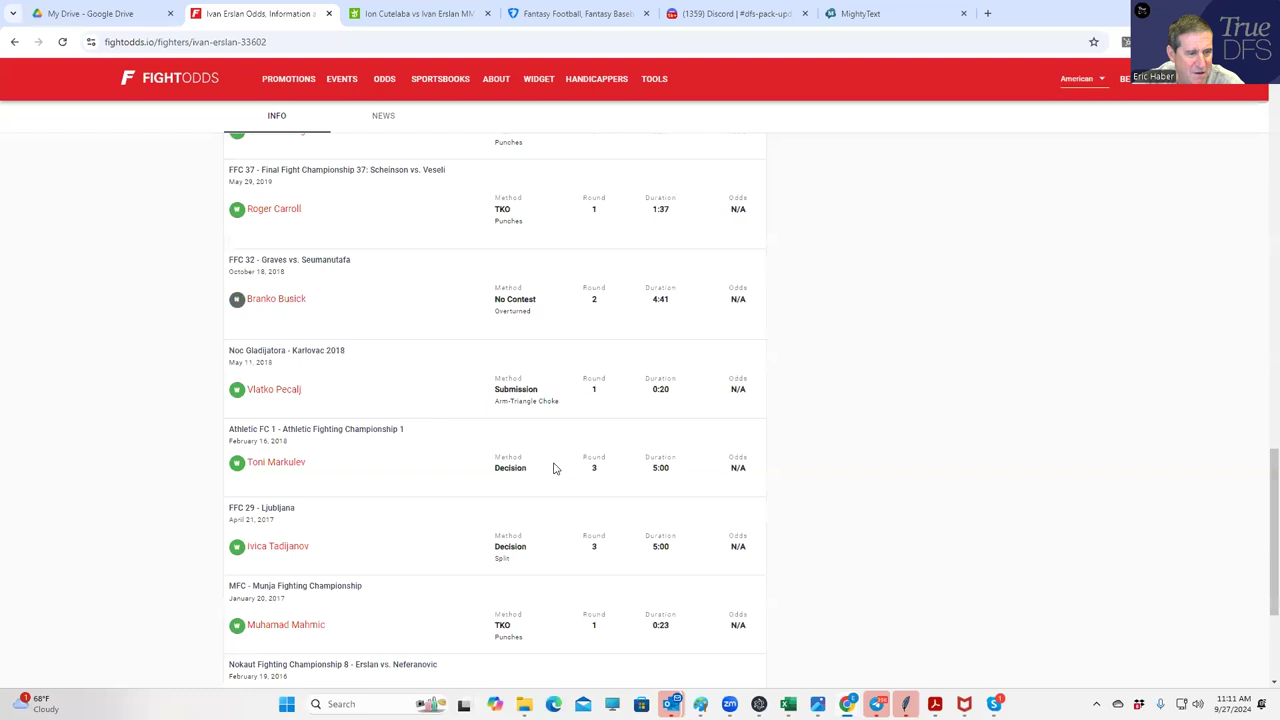 My Drive - Google Drive
Ivan Erslan Odds, Information a
Ion Cutelaba vs Ivan Erslan MM
Fantasy Football, Fantasy Baseb
(1359) Discord | #dfs-pack-up
MightyText
fightodds.io/fighters/ivan-erslan-33602
True
DFS
Eric Haber
FIGHTODDS
PROMOTIONS EVENTS ODDS SPORTSBOOKS ABOUT WIDGET HANDICAPPERS TOOLS
American
BE
INFO NEWS
Punches
FFC 37 - Final Fight Championship 37: Scheinson vs. Veseli
May 29, 2019
Method Round Duration Odds
W Roger Carroll TKO 1 1:37 N/A
Punches
FFC 32 - Graves vs. Seumanutafa
October 18, 2018
Method Round Duration Odds
N Branko Busick No Contest 2 4:41 N/A
Overturned
Noc Gladijatora - Karlovac 2018
May 11, 2018
Method Round Duration Odds
W Vlatko Pecalj Submission 1 0:20 N/A
Arm-Triangle Choke
Athletic FC 1 - Athletic Fighting Championship 1
February 16, 2018
Method Round Duration Odds
W Toni Markulev Decision 3 5:00 N/A
FFC 29 - Ljubljana
April 21, 2017
Method Round Duration Odds
W Ivica Tadijanov Decision 3 5:00 N/A
Split
MFC - Munja Fighting Championship
January 20, 2017
Method Round Duration Odds
W Muhamad Mahmic TKO 1 0:23 N/A
Punches
Nokaut Fighting Championship 8 - Erslan vs. Neferanovic
February 19, 2016
68°F
Cloudy
Search
11:11 AM
9/27/2024